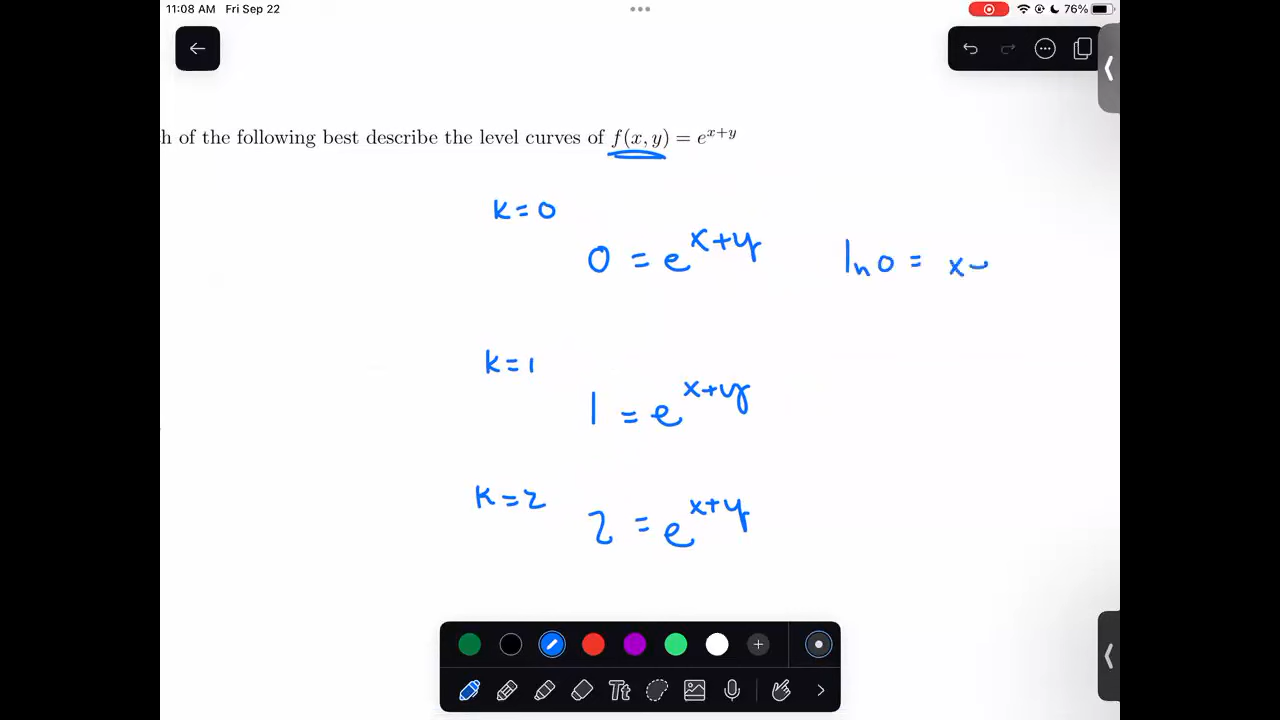 11:08 AM Fri Sep 22
76%
h of the following best describe the level curves of f(x, y) = e^{x+y}
k=0
0 = e^{x+y} ln 0 = x
k=1
1 = e^{x+y}
k=2
2 = e^{x+y}
Tt